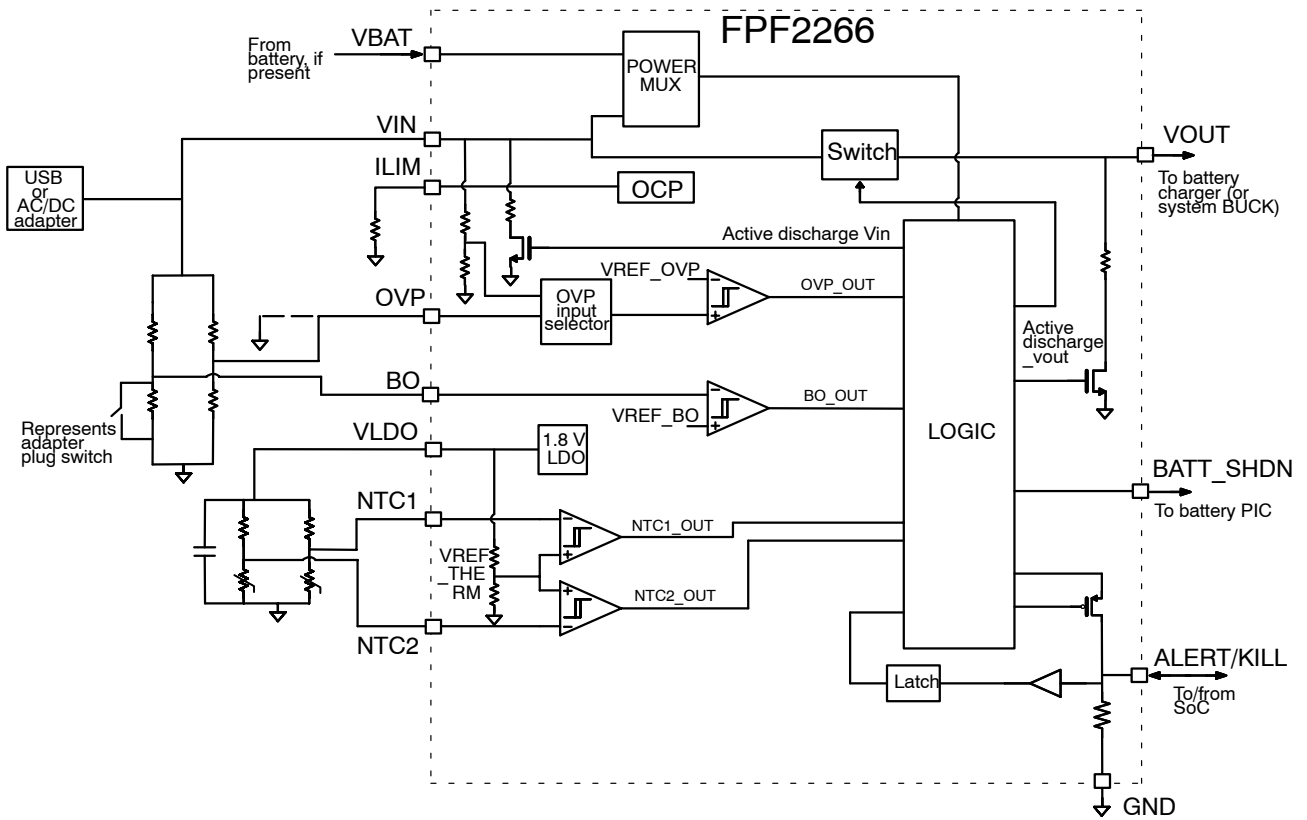 FPF2266
VBAT
From
battery, if
present
POWER
MUX
VIN
VOUT
Switch
ILIM
OCP
USB
or
AC/DC
adapter
To battery
charger (or
system BUCK)
Active discharge Vin
VREF_OVP
OVP_OUT
OVP
OVP
input
selector
Active
discharge
_vout
BO
BO_OUT
VREF_BO
LOGIC
Represents
adapter
plug switch
VLDO
1.8 V
LDO
BATT_SHDN
To battery PIC
NTC1
NTC1_OUT
VREF
_THE
RM
NTC2_OUT
NTC2
ALERT/KILL
Latch
To/from
SoC
GND